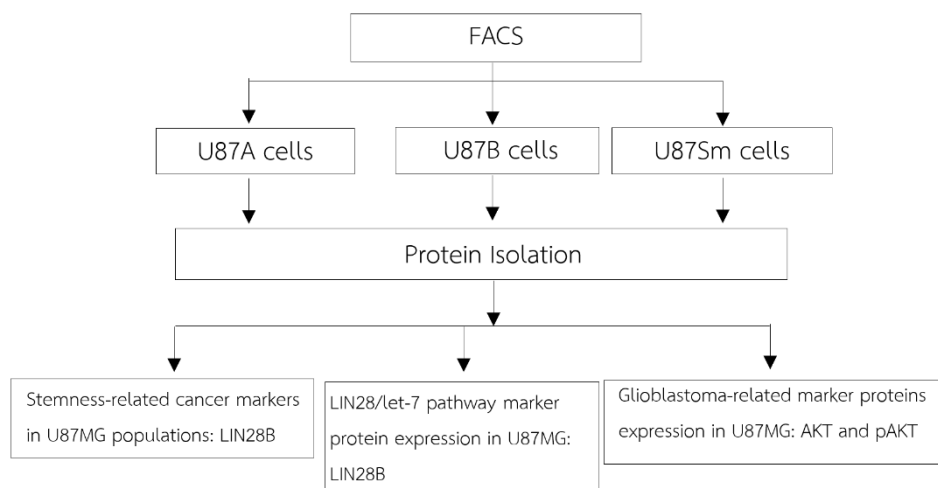 FACS
U87A cells
U87B cells
U87Sm cells
Protein Isolation
Stemness-related cancer markers
in U87MG populations: LIN28B
LIN28/let-7 pathway marker
protein expression in U87MG:
LIN28B
Glioblastoma-related marker proteins
expression in U87MG: AKT and pAKT